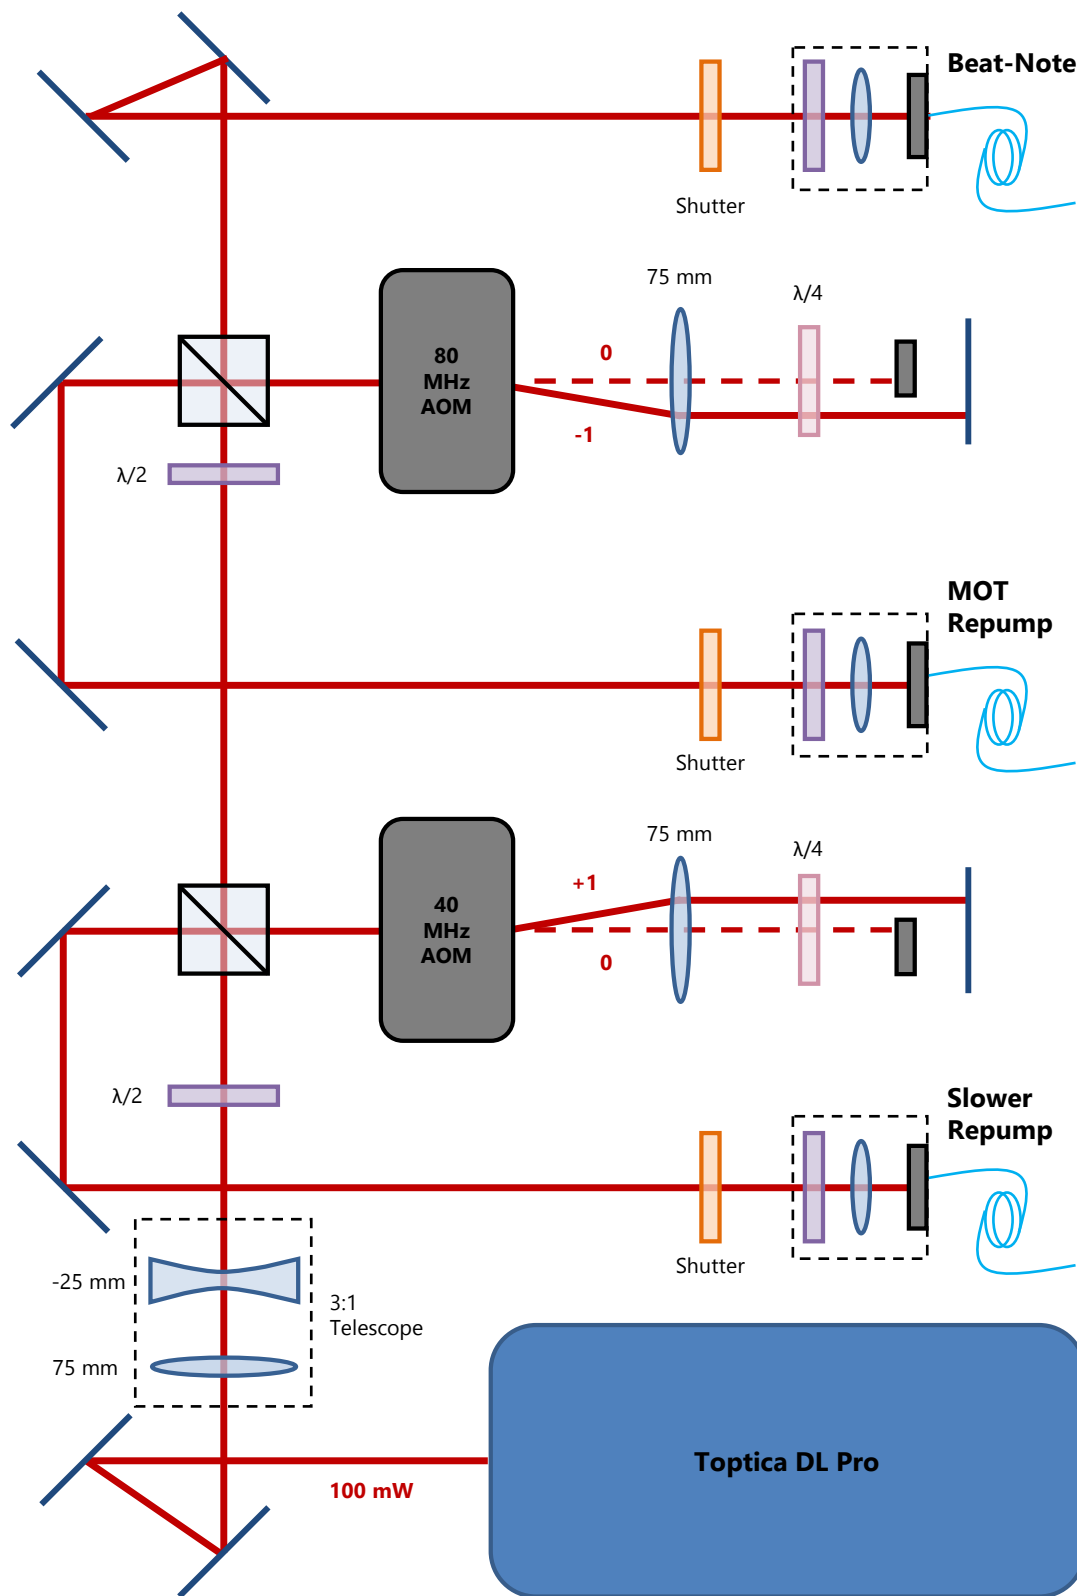 Beat-Note
Shutter
75 mm
λ/4
0
80
MHz
AOM
-1
λ/2
MOT
Repump
Shutter
75 mm
λ/4
+1
40
MHz
AOM
0
λ/2
Slower
Repump
Shutter
-25 mm
3:1
Telescope
75 mm
Toptica DL Pro
100 mW